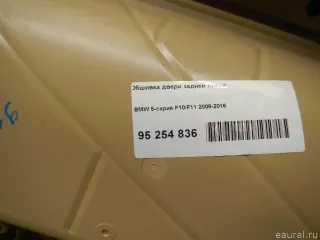 Обшивка двери задней
BMW 5-серия F10/F11 2009-2016
95 254 836
eaural.ru